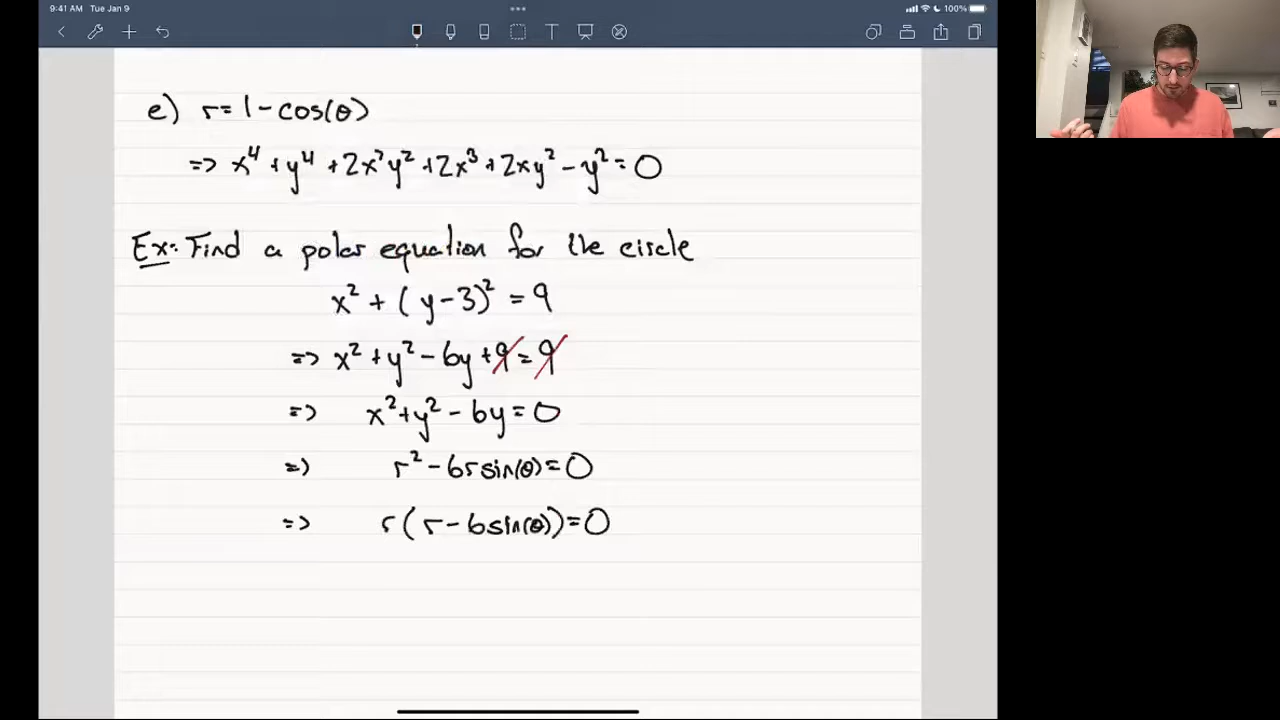 9:41 AM Tue Jan 9
100%
e) r=1-cos(θ)
=> x⁴+y⁴+2x²y²+2x³+2xy²-y²=0
Ex: Find a polar equation for the circle
x²+(y-3)²=9
=> x²+y²-6y+9=9
=> x²+y²-6y=0
=> r²-6rsin(θ)=0
=> r(r-6sin(θ))=0